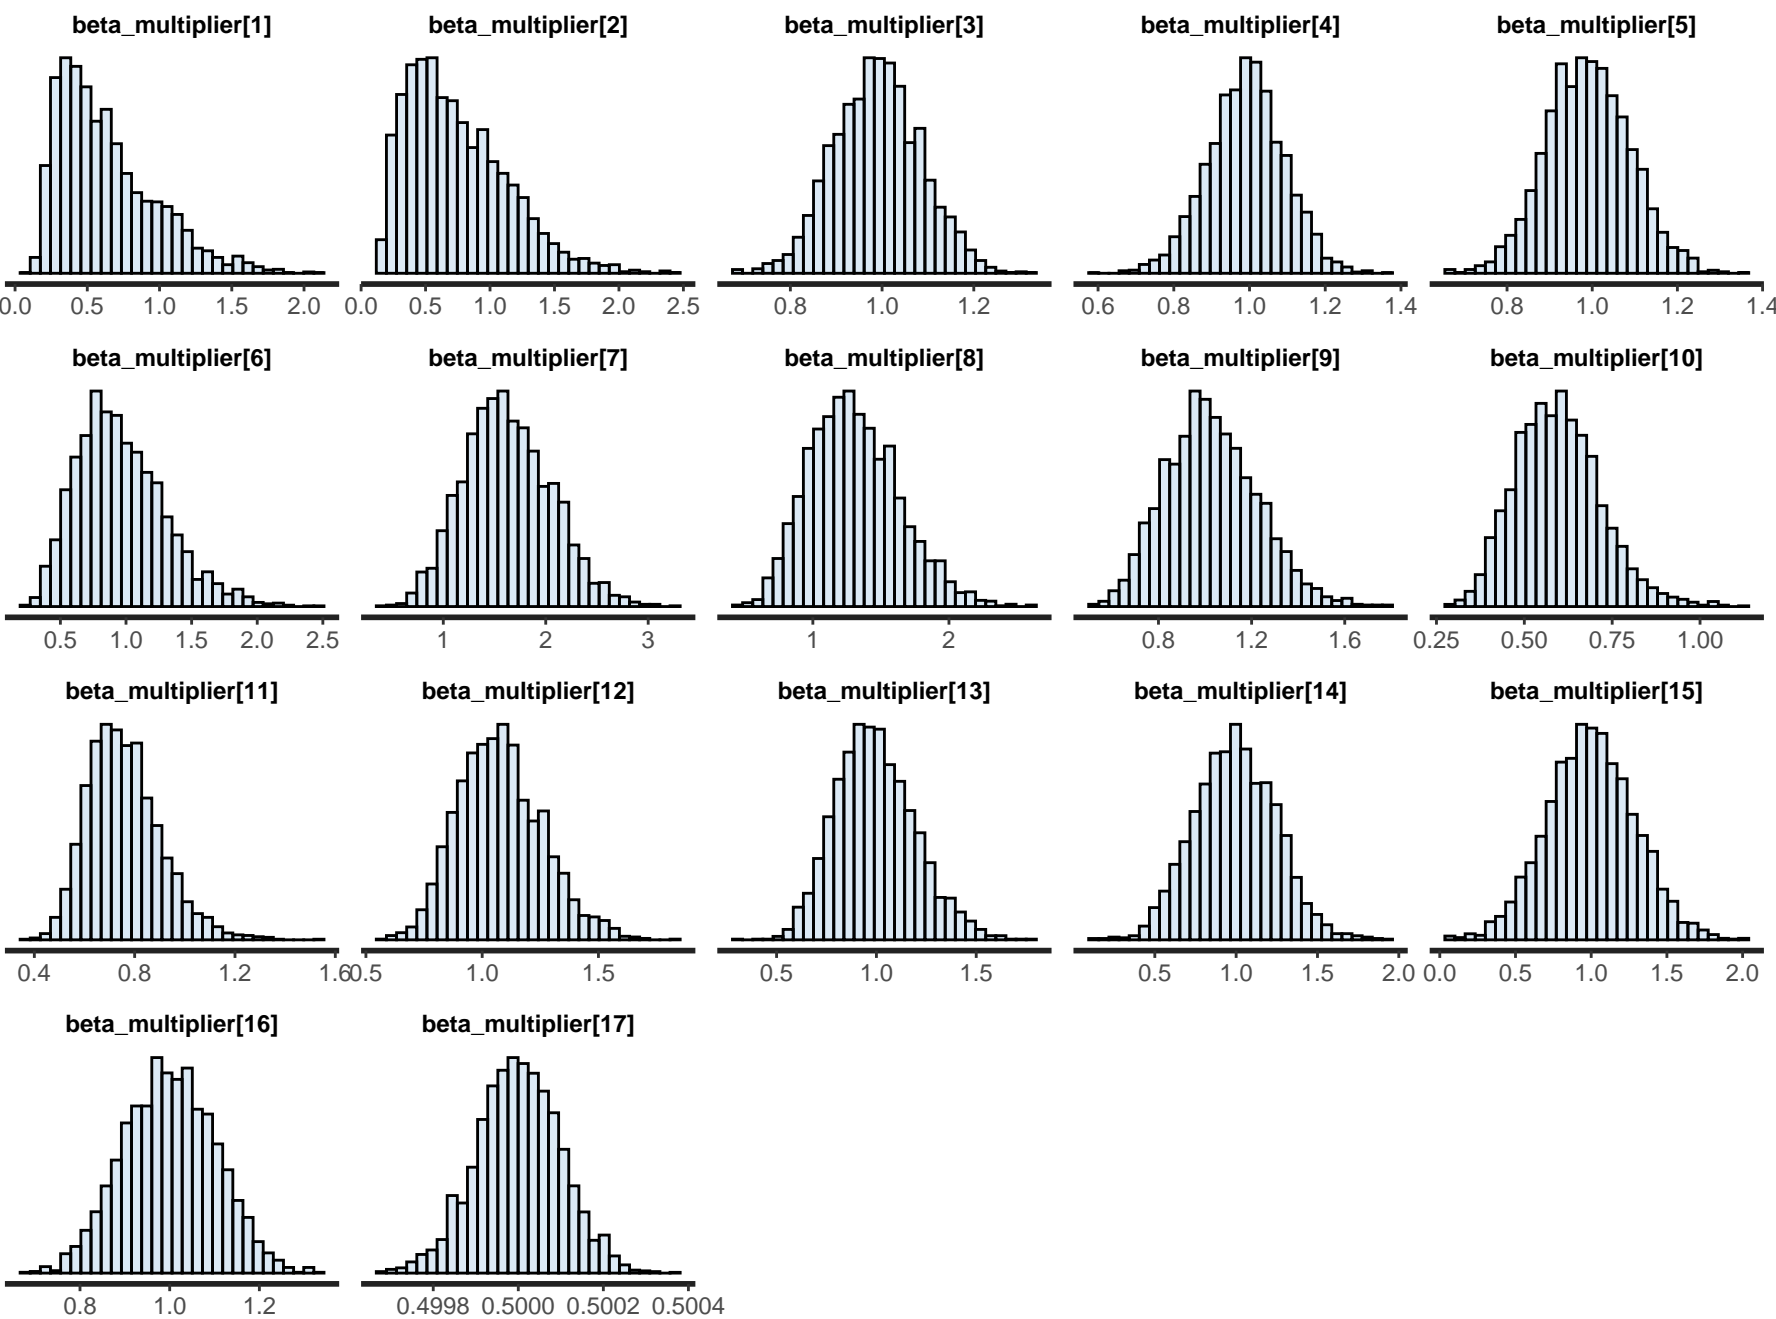 beta_multiplier[1] beta_multiplier[2] beta_multiplier[3] beta_multiplier[4] beta_multiplier[5]
0.0 0.5 1.0 1.5 2.0 0.0 0.5 1.0 1.5 2.0 2.5 0.8 1.0 1.2 0.6 0.8 1.0 1.2 1.4 0.8 1.0 1.2 1.4
beta_multiplier[6] beta_multiplier[7] beta_multiplier[8] beta_multiplier[9] beta_multiplier[10]
0.5 1.0 1.5 2.0 2.5 1 2 3 1 2 0.8 1.2 1.6 0.25 0.50 0.75 1.00
beta_multiplier[11] beta_multiplier[12] beta_multiplier[13] beta_multiplier[14] beta_multiplier[15]
0.4 0.8 1.2 1.6 0.5 1.0 1.5 0.5 1.0 1.5 0.5 1.0 1.5 2.0 0.0 0.5 1.0 1.5 2.0
beta_multiplier[16] beta_multiplier[17]
0.8 1.0 1.2 0.4998 0.5000 0.5002 0.5004